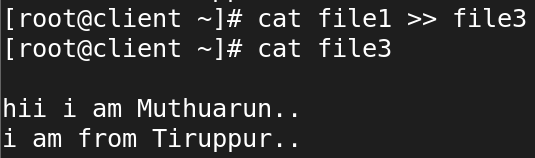 [root@client ~]# cat file1 >> file3
[root@client ~]# cat file3
hii i am Muthuarun..
i am from Tiruppur..